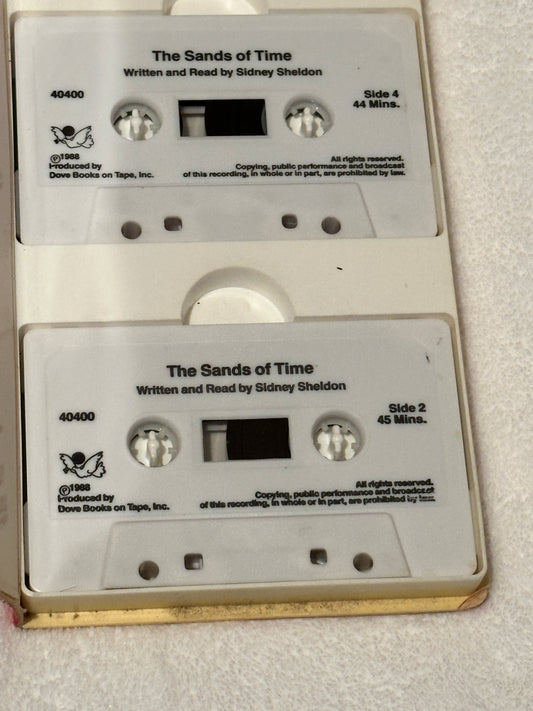 The Sands of Time
Written and Read by Sidney Sheldon
40400
Side 4
44 Mins.
℗1988
Produced by
Dove Books on Tape, Inc.
All rights reserved.
Copying, public performance and broadcast
of this recording, in whole or in part, are prohibited by law.
The Sands of Time
Written and Read by Sidney Sheldon
40400
Side 2
45 Mins.
℗1988
Produced by
Dove Books on Tape, Inc.
All rights reserved.
Copying, public performance and broadcast
of this recording, in whole or in part, are prohibited by law.